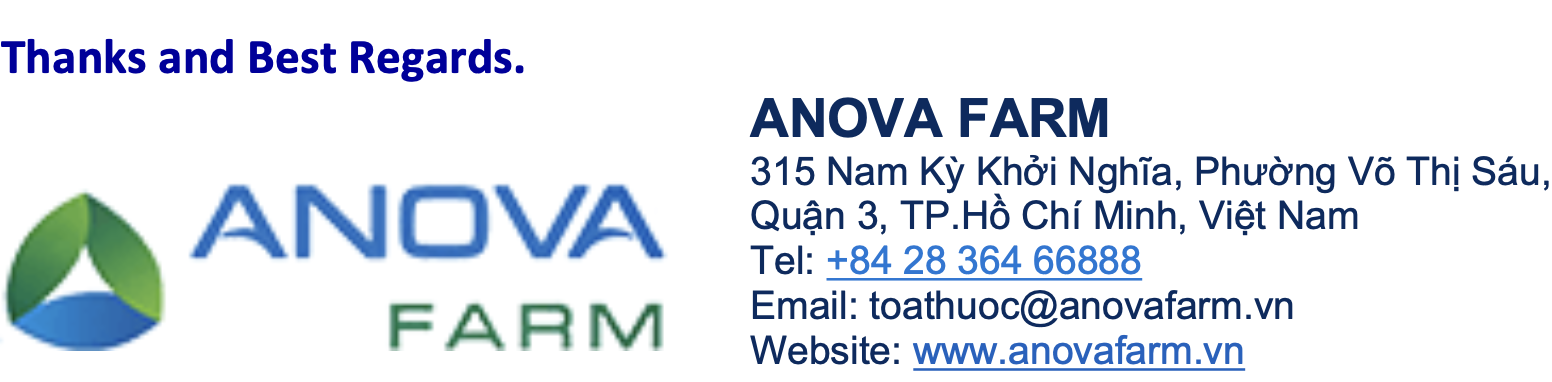 Thanks and Best Regards.
ANOVA
FARM
ANOVA FARM
315 Nam Kỳ Khởi Nghĩa, Phường Võ Thị Sáu,
Quận 3, TP.Hồ Chí Minh, Việt Nam
Tel: +84 28 364 66888
Email: toathuoc@anovafarm.vn
Website: www.anovafarm.vn